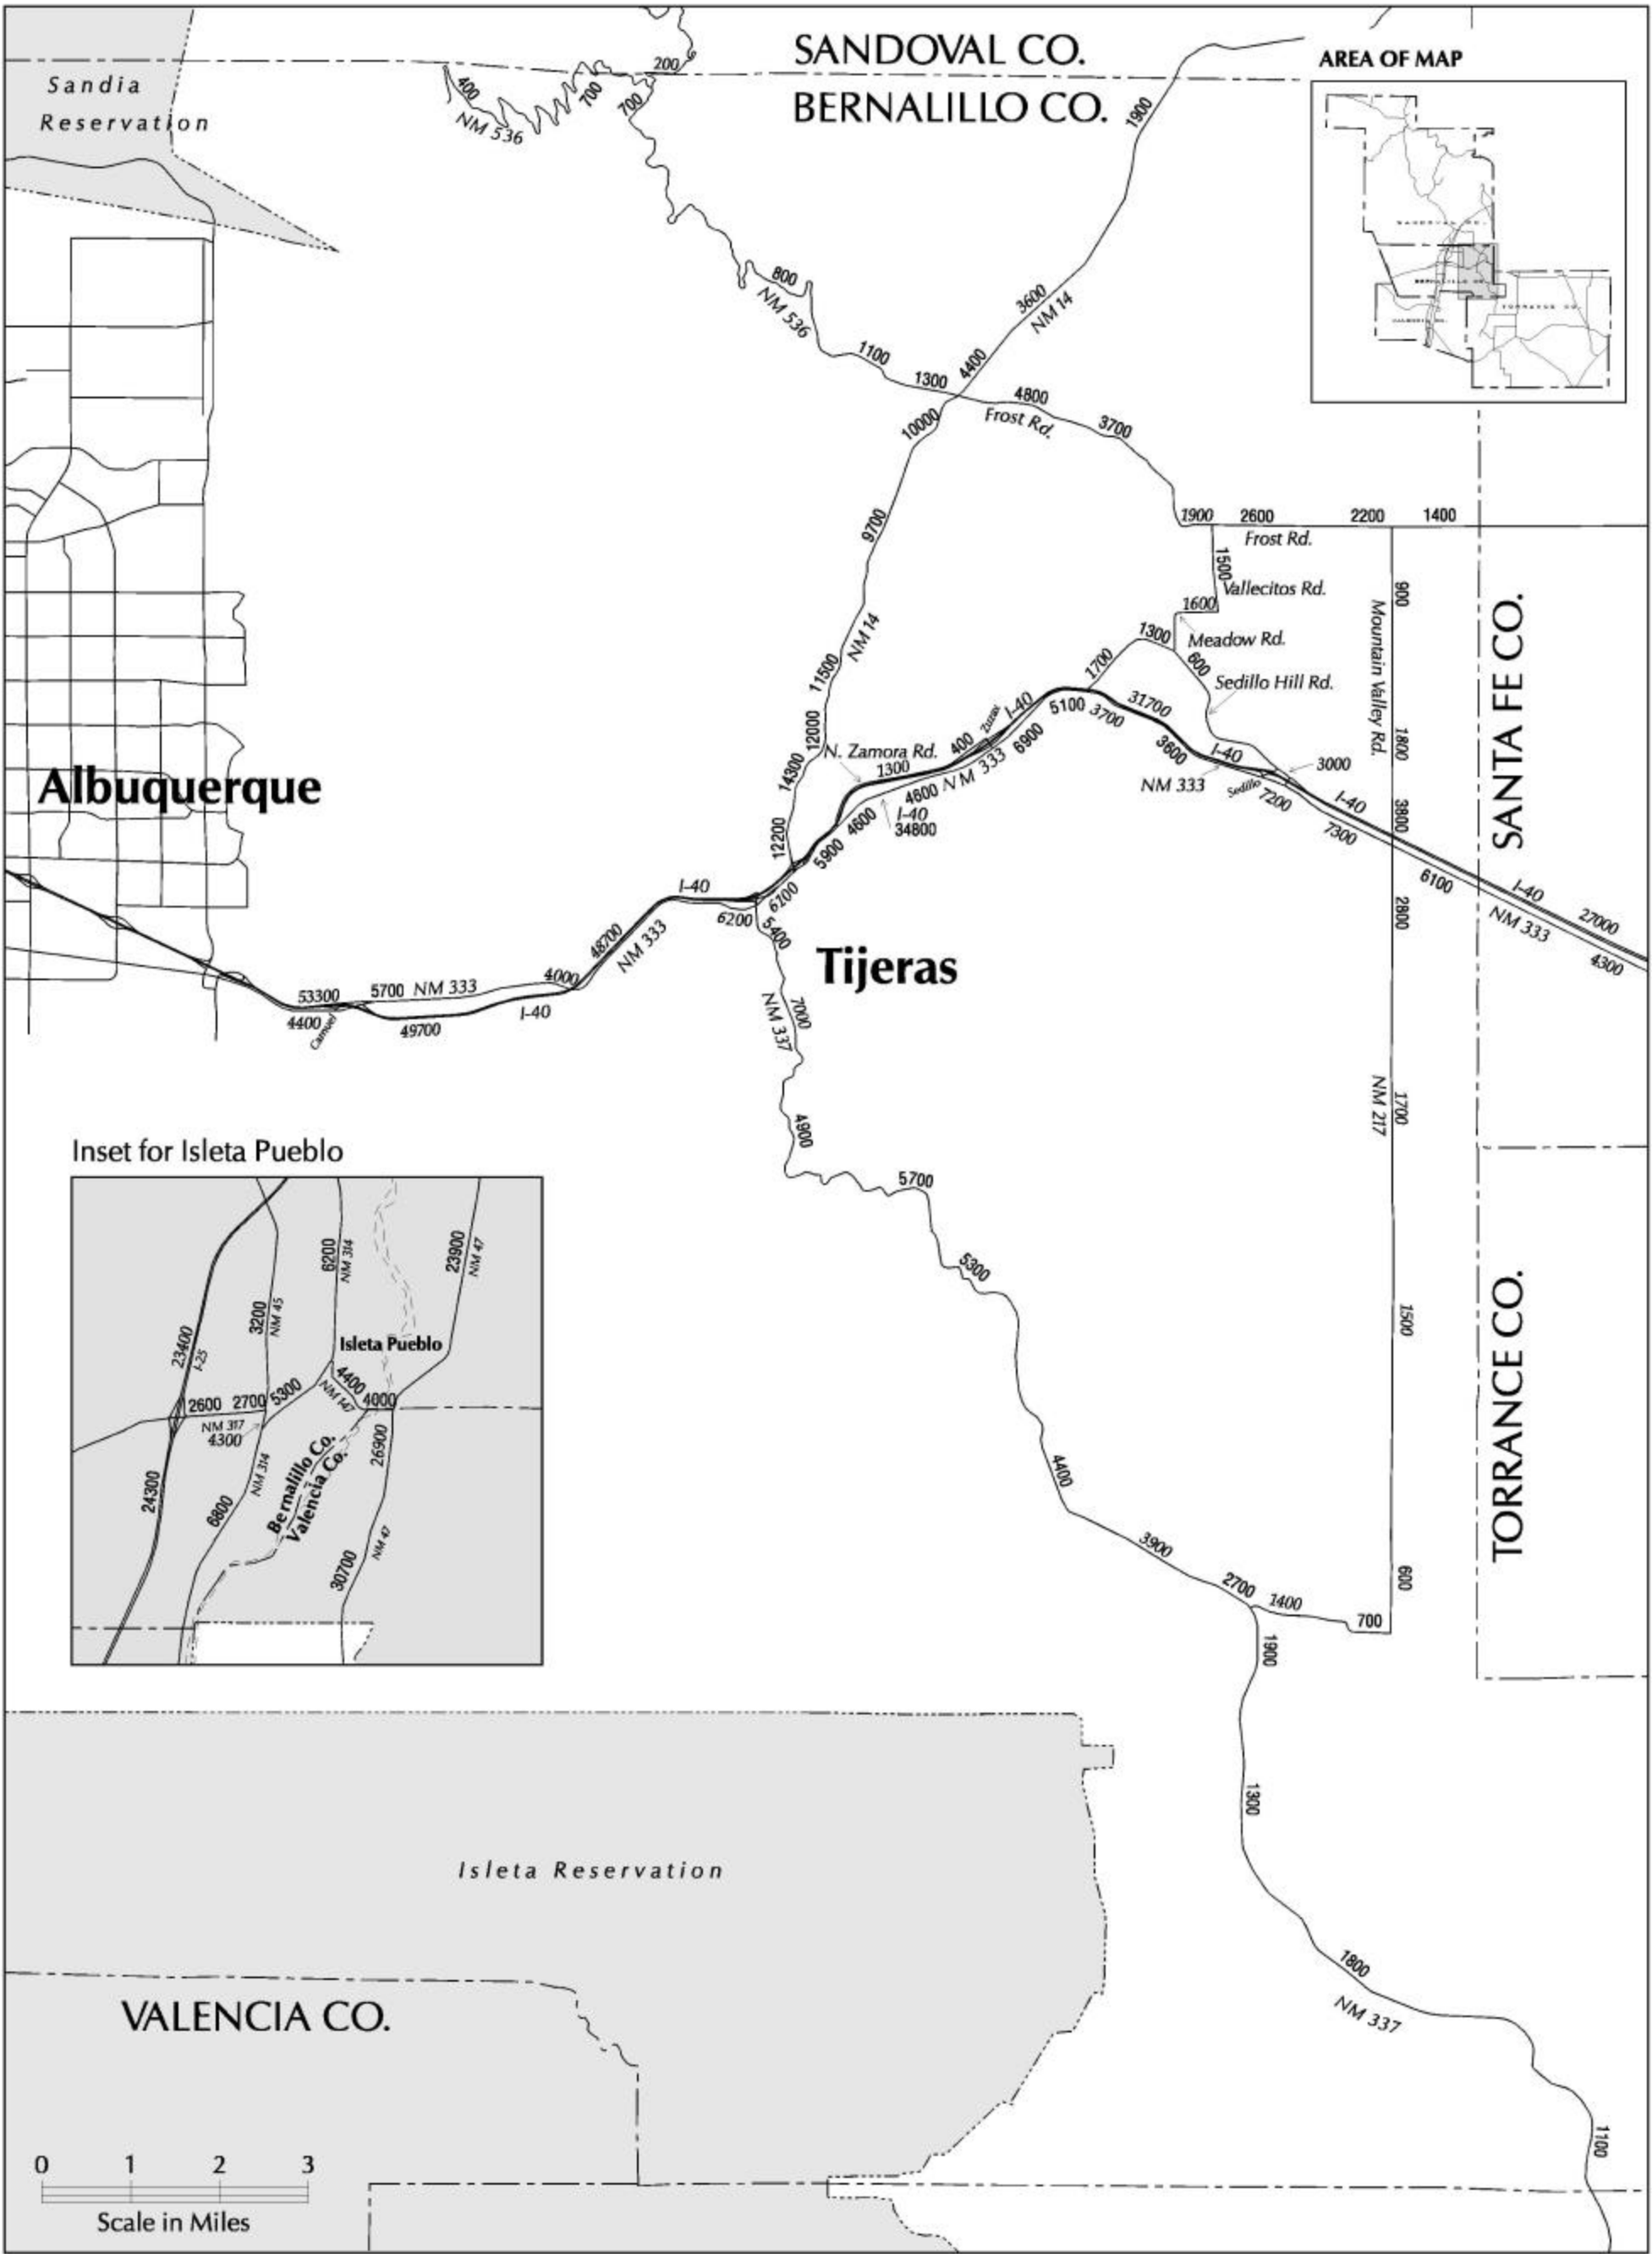 SANDOVAL CO.
BERNALILLO CO.
AREA OF MAP
Sandia
Reservation
200
400
NM 536
700
700
1900
800
NM 536
3600
NM 14
1100
1300
4400
4800
Frost Rd.
3700
10000
9700
1900
2600
2200
1400
Frost Rd.
1500
Vallecitos Rd.
900
1600
Meadow Rd.
1300
Mountain Valley Rd.
SANTA FE CO.
NM 14
11500
1700
600
Sedillo Hill Rd.
12000
I-40
5100
3700
31700
1800
N. Zamora Rd.
400
Zuzax
6900
3600
I-40
3000
14300
1300
NM 333
4600
NM 333
Sedillo
7200
I-40
3800
Albuquerque
I-40
34800
4600
7300
12200
5900
6100
I-40
6100
I-40
27000
6200
5400
2800
NM 333
4300
48700
NM 333
Tijeras
4000
53300
5700
NM 333
I-40
4400
Carnuel
49700
7000
NM 337
NM 217
1700
4900
5700
5300
1500
TORRANCE CO.
4400
3900
2700
1400
700
600
1900
1300
1800
NM 337
1100
Inset for Isleta Pueblo
6200
NM 314
23900
NM 47
3200
NM 45
23400
I-25
Isleta Pueblo
4400
NM 147
4000
2600
2700
5300
NM 317
4300
26900
NM 314
Bernalillo Co.
Valencia Co.
24300
6800
NM 47
30700
Isleta Reservation
VALENCIA CO.
0 1 2 3
Scale in Miles